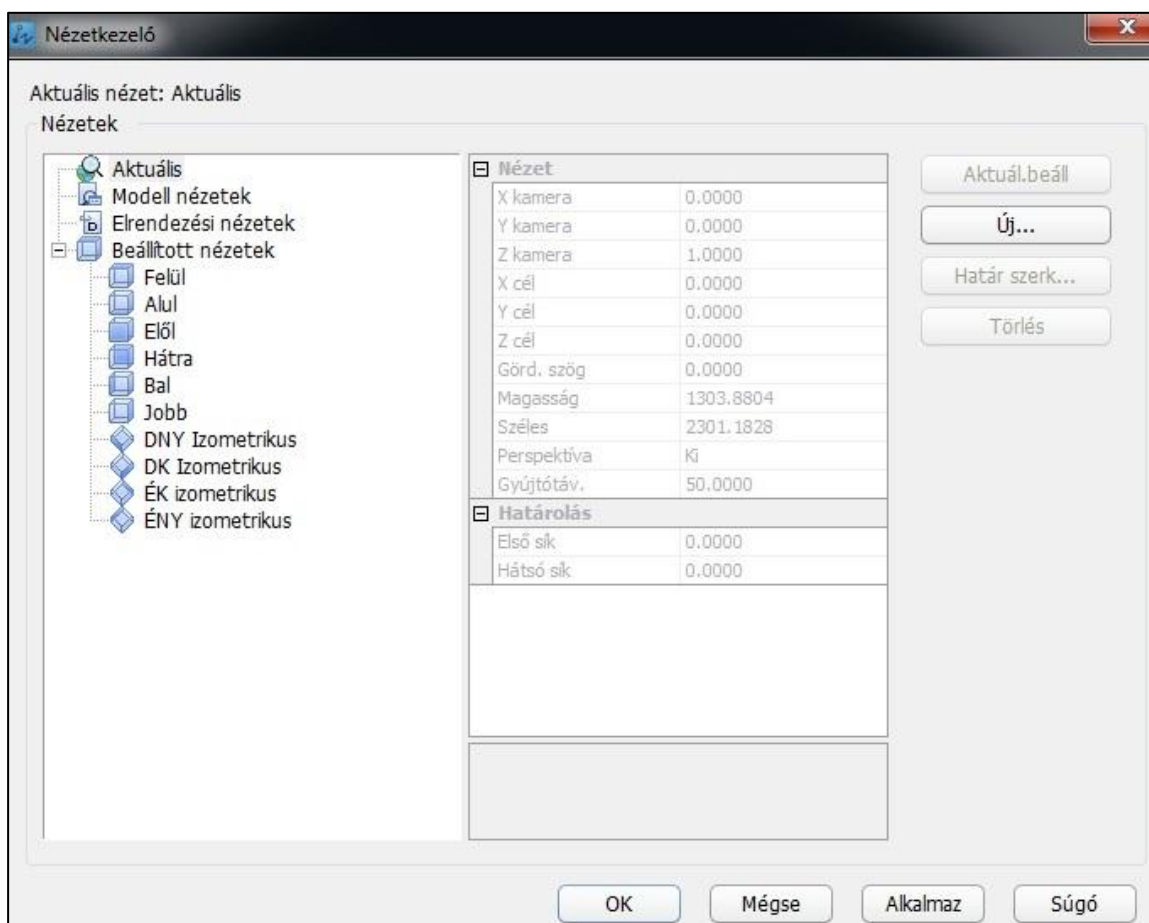 Nézetkezelő
Aktuális nézet: Aktuális
Nézetek
Aktuális
Modell nézetek
Elrendezési nézetek
Beállított nézetek
Felül
Alul
Elől
Hátra
Bal
Jobb
DNY Izometrikus
DK Izometrikus
ÉK izometrikus
ÉNY izometrikus
Nézet
X kamera 0.0000
Y kamera 0.0000
Z kamera 1.0000
X cél 0.0000
Y cél 0.0000
Z cél 0.0000
Görd. szög 0.0000
Magasság 1303.8804
Széles 2301.1828
Perspektíva Ki
Gyújtótáv. 50.0000
Határolás
Első sík 0.0000
Hátsó sík 0.0000
Aktuál.beáll
Új...
Határ szerk...
Törlés
OK Mégse Alkalmaz Súgó